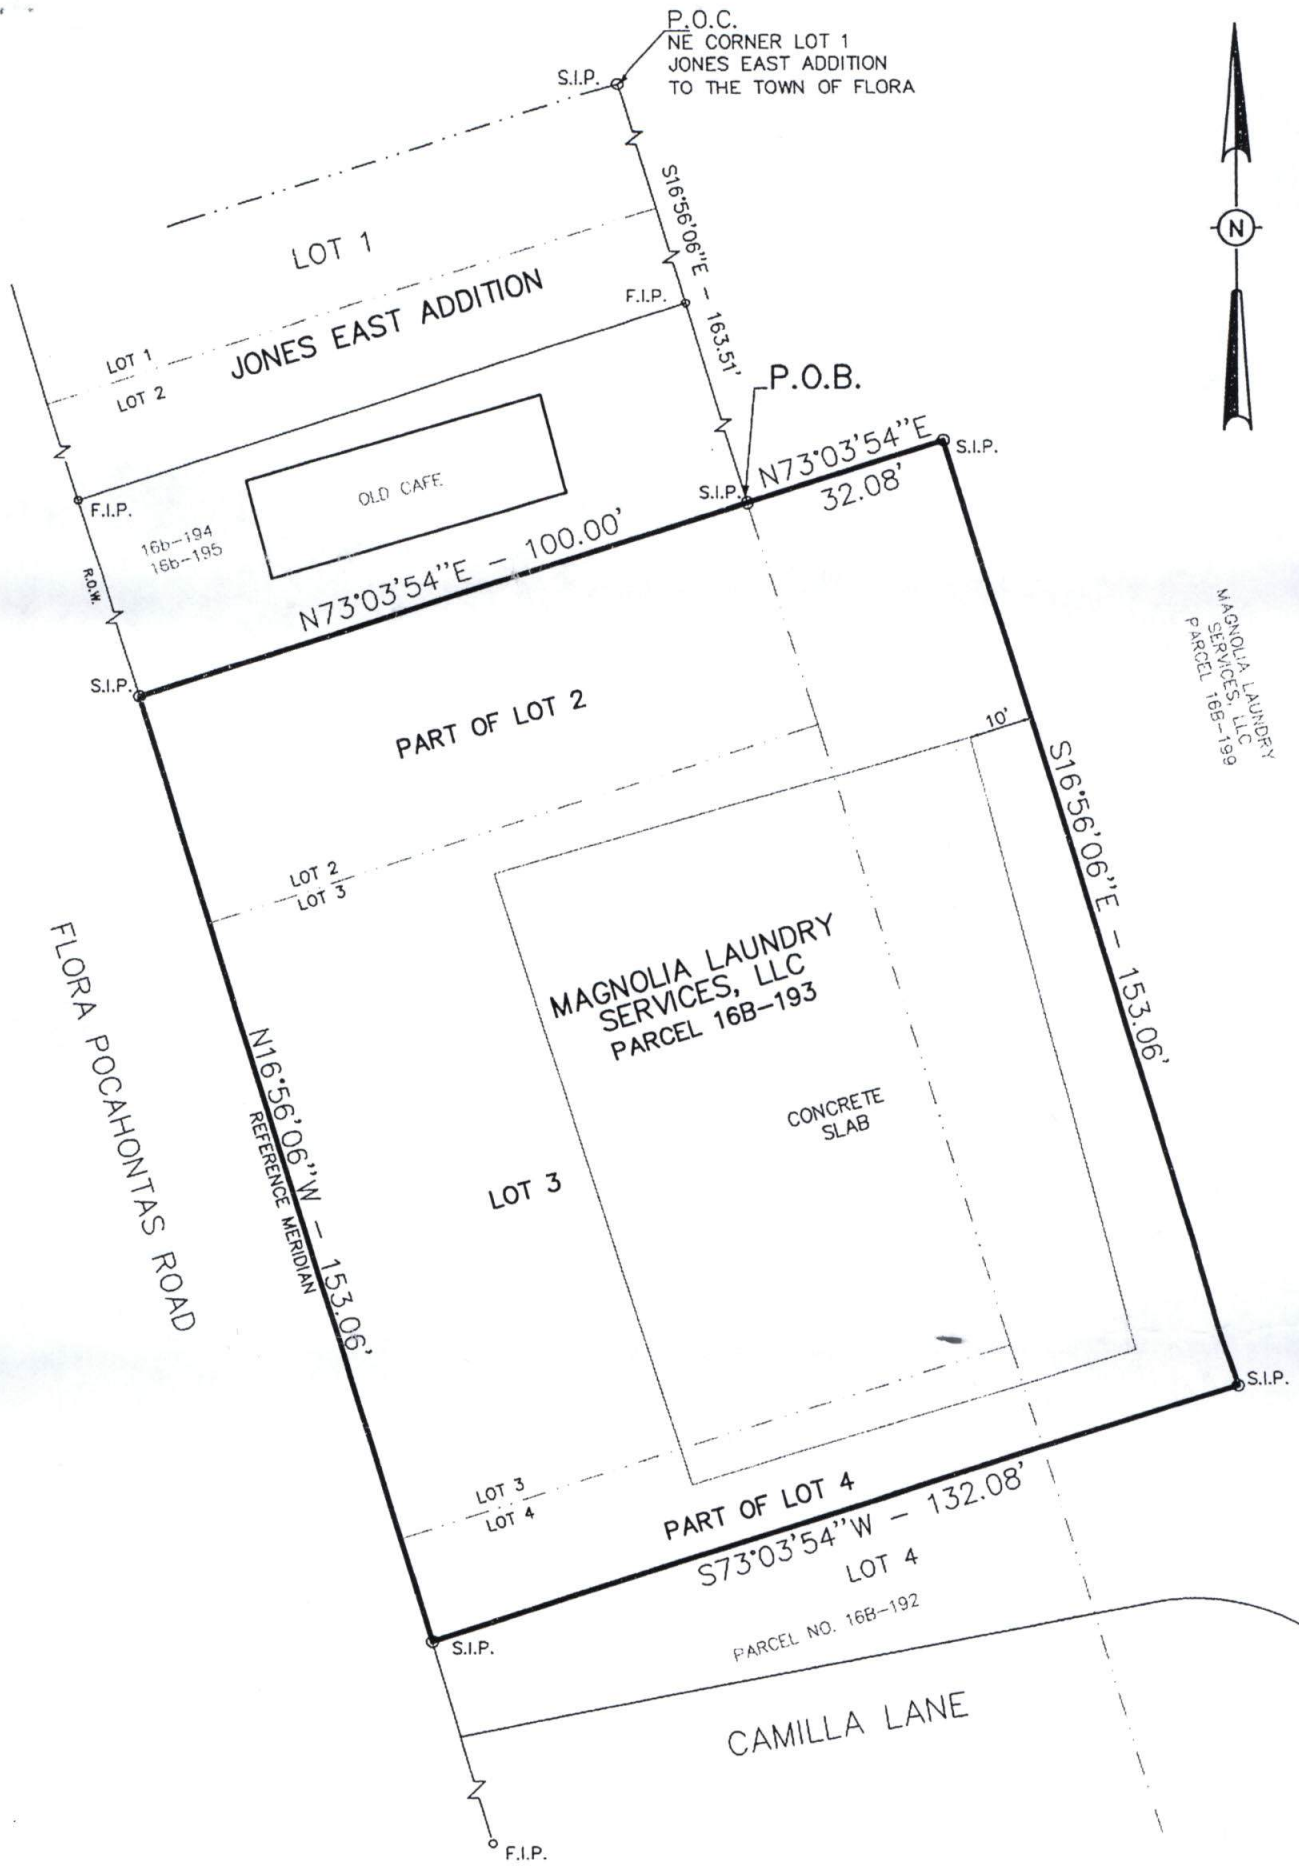 P.O.C.
NE CORNER LOT 1
JONES EAST ADDITION
TO THE TOWN OF FLORA
S.I.P.
N
S16°56'06"E - 163.51'
LOT 1
F.I.P.
JONES EAST ADDITION
LOT 1
LOT 2
P.O.B.
N73°03'54"E
32.08'
S.I.P.
S.I.P.
OLD CAFE
F.I.P.
16b-194
16b-195
R.O.W.
N73°03'54"E - 100.00'
S.I.P.
MAGNOLIA LAUNDRY
SERVICES, LLC
PARCEL 16B-199
PART OF LOT 2
10'
S16°56'06"E - 153.06'
LOT 2
LOT 3
MAGNOLIA LAUNDRY
SERVICES, LLC
PARCEL 16B-193
FLORA POCAHONTAS ROAD
N16°56'06"W - 153.06'
REFERENCE MERIDIAN
CONCRETE
SLAB
LOT 3
S.I.P.
LOT 3
LOT 4
PART OF LOT 4
S73°03'54"W - 132.08'
LOT 4
PARCEL NO. 16B-192
S.I.P.
CAMILLA LANE
F.I.P.